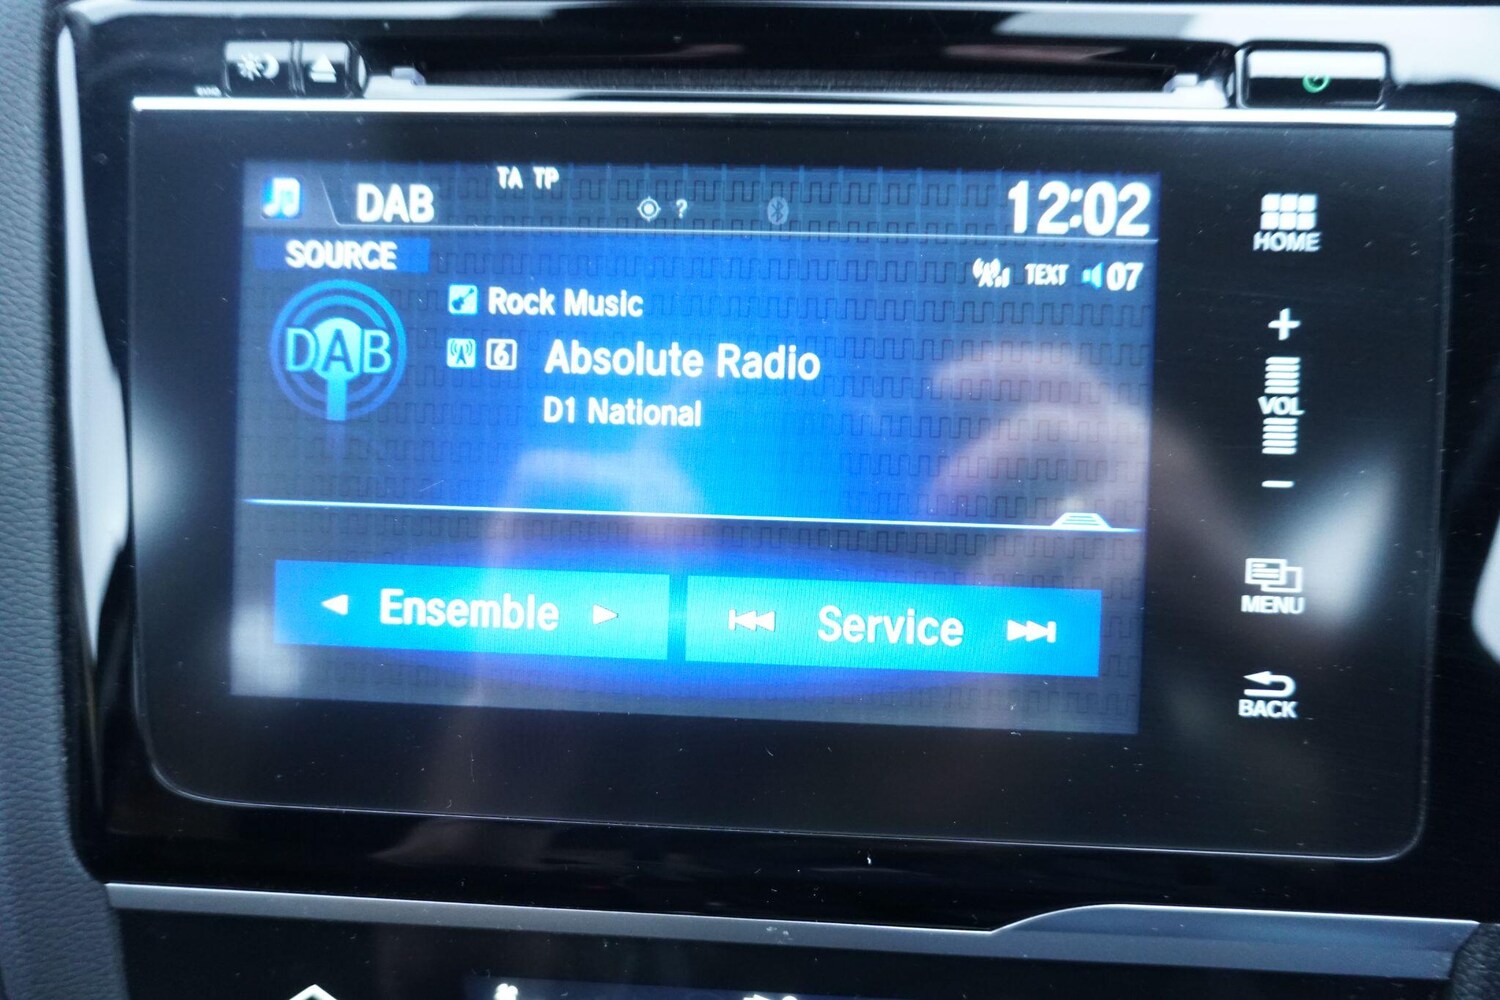 TA TP
DAB
?
12:02
SOURCE
TEXT 07
DAB
Rock Music
6 Absolute Radio
D1 National
Ensemble
Service
HOME
+
VOL
−
MENU
BACK